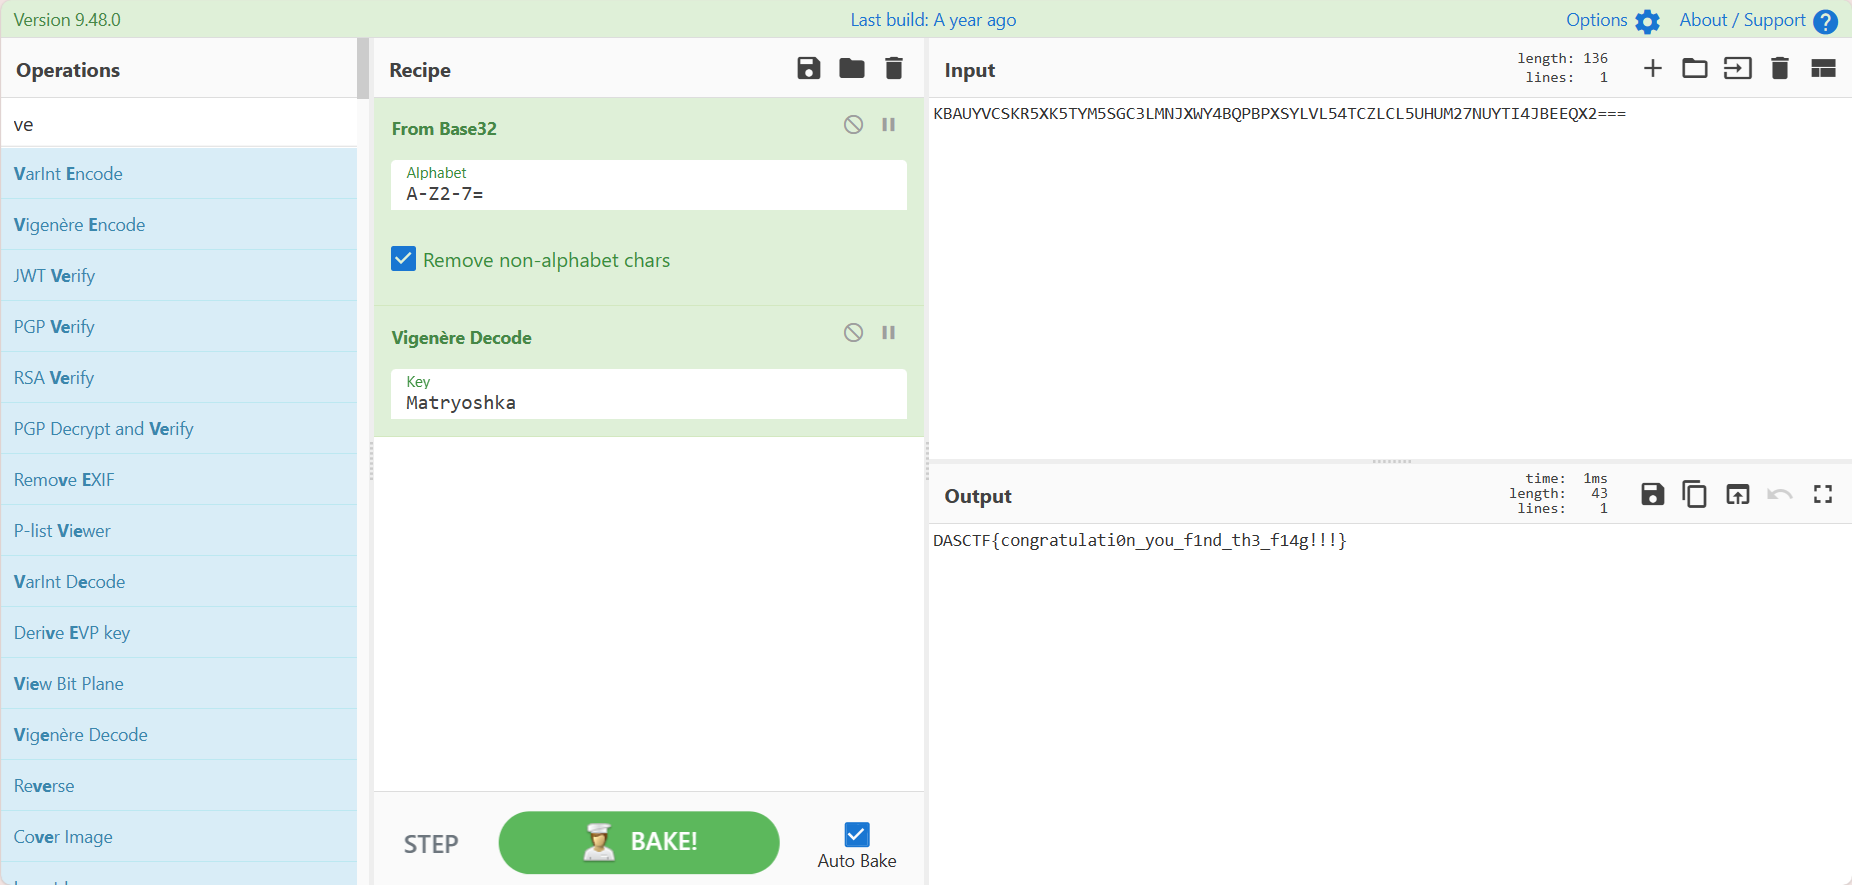 Version 9.48.0
Last build: A year ago
Options
About / Support
?
Operations
ve
VarInt Encode
Vigenère Encode
JWT Verify
PGP Verify
RSA Verify
PGP Decrypt and Verify
Remove EXIF
P-list Viewer
VarInt Decode
Derive EVP key
View Bit Plane
Vigenère Decode
Reverse
Cover Image
Recipe
From Base32
Alphabet
A-Z2-7=
Remove non-alphabet chars
Vigenère Decode
Key
Matryoshka
STEP
BAKE!
Auto Bake
Input
length: 136
lines: 1
KBAUYVCSKR5XK5TYM5SGC3LMNJXWY4BQPBPXSYLVL54TCZLCL5UHUM27NUYTI4JBEEQX2===
Output
time: 1ms
length: 43
lines: 1
DASCTF{congratulati0n_you_f1nd_th3_f14g!!!}